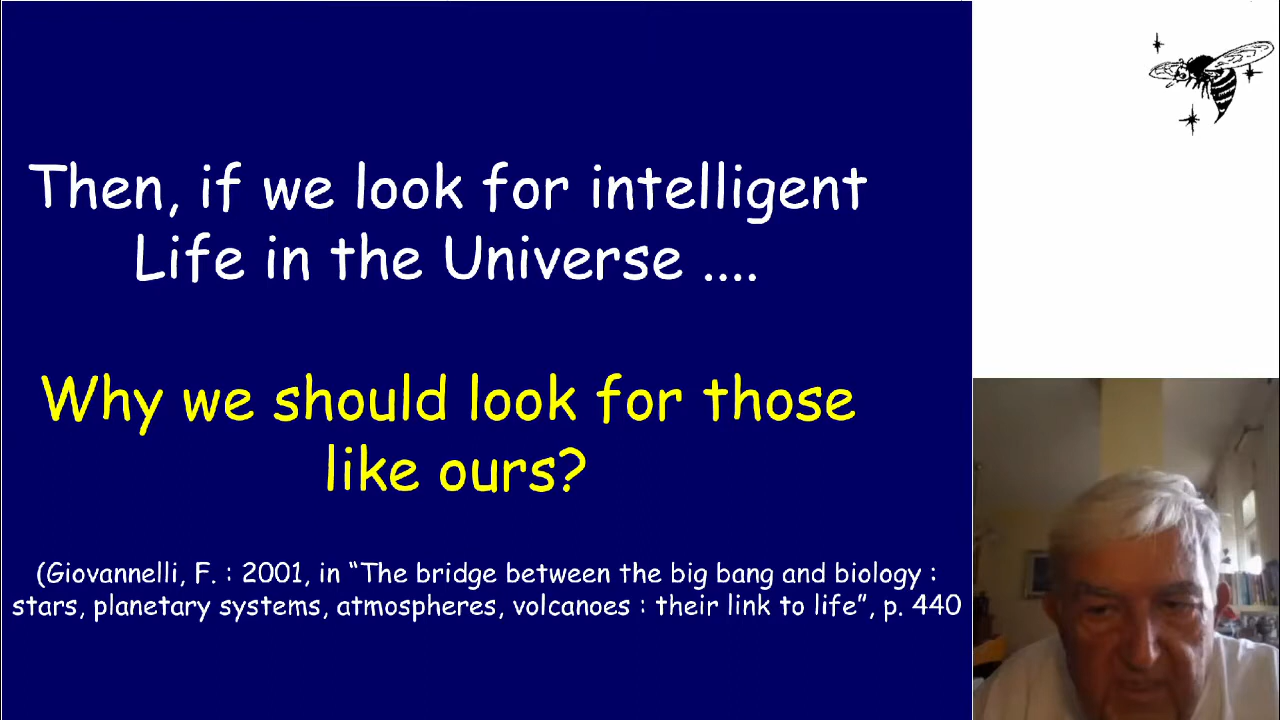 Then, if we look for intelligent
Life in the Universe ....
Why we should look for those
like ours?
(Giovannelli, F. : 2001, in “The bridge between the big bang and biology :
stars, planetary systems, atmospheres, volcanoes : their link to life”, p. 440